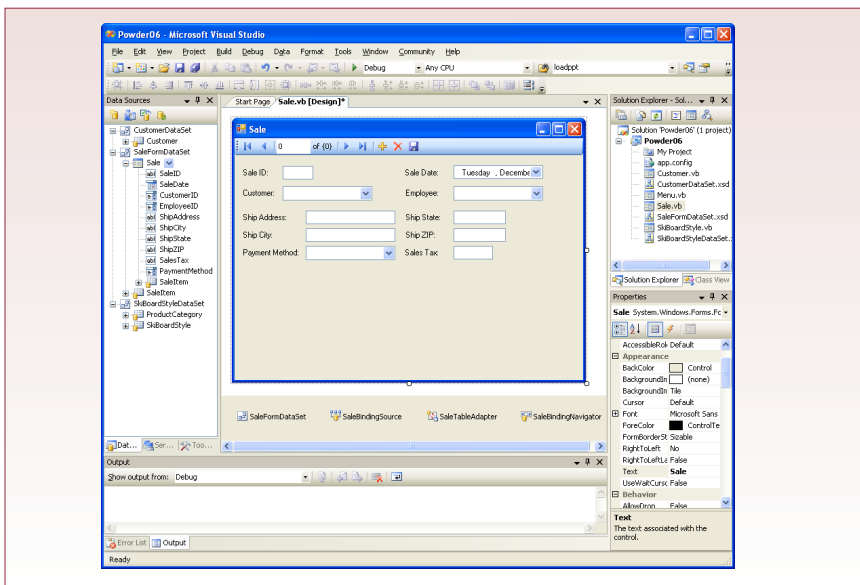 Powder06 - Microsoft Visual Studio
File Edit View Project Build Debug Data Format Tools Window Community Help
Debug Any CPU loadppt
Data Sources
CustomerDataSet
Customer
SaleFormDataSet
Sale
SaleID
SaleDate
CustomerID
EmployeeID
ShipAddress
ShipCity
ShipState
ShipZIP
SalesTax
PaymentMethod
SaleItem
SaleItem
SkiBoardStyleDataSet
ProductCategory
SkiBoardStyle
Dat... Ser... Too...
Start Page Sale.vb [Design]*
Sale
0 of {0}
Sale ID: Sale Date: Tuesday , Decembe
Customer: Employee:
Ship Address: Ship State:
Ship City: Ship ZIP:
Payment Method: Sales Tax:
SaleFormDataSet SaleBindingSource SaleTableAdapter SaleBindingNavigator
Solution Explorer - Sol...
Solution 'Powder06' (1 project)
Powder06
My Project
app.config
Customer.vb
CustomerDataSet.xsd
Menu.vb
Sale.vb
SaleFormDataSet.xsd
SkiBoardStyle.vb
SkiBoardStyleDataSet.
Solution Explorer Class View
Properties
Sale System.Windows.Forms.Fc
AccessibleRol Default
Appearance
BackColor Control
BackgroundIn (none)
BackgroundIn Tile
Cursor Default
Font Microsoft Sans
ForeColor ControlTe
FormBorderSt Sizable
RightToLeft No
RightToLeftLa False
Text Sale
UseWaitCursc False
Behavior
AllowDrop False
Text
The text associated with the
control.
Output
Show output from: Debug
Error List Output
Ready